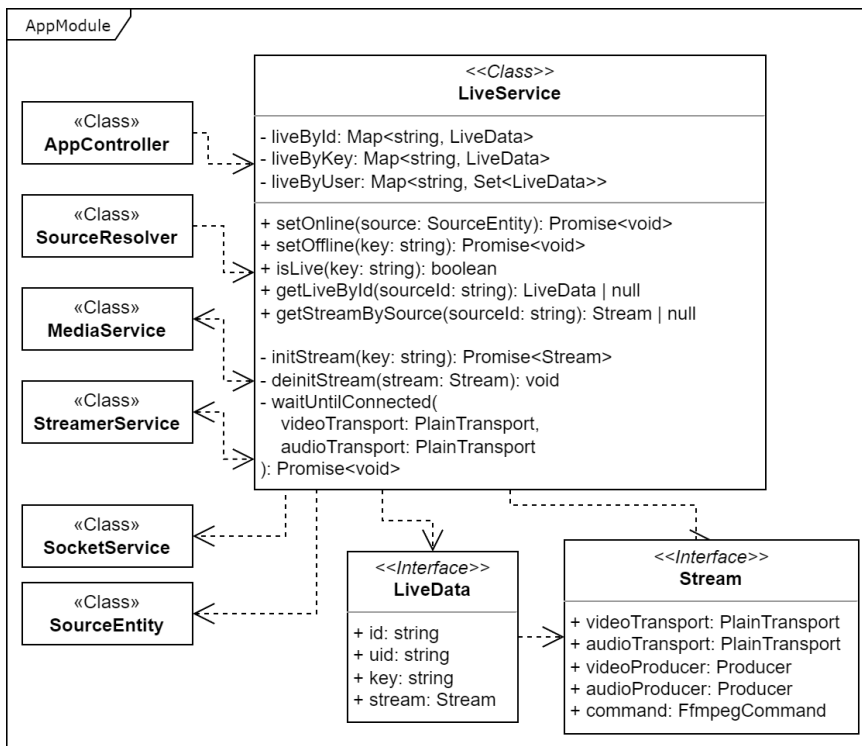 AppModule
«Class»
AppController
«Class»
SourceResolver
«Class»
MediaService
«Class»
StreamerService
«Class»
SocketService
«Class»
SourceEntity
<<Class>>
LiveService
- liveById: Map<string, LiveData>
- liveByKey: Map<string, LiveData>
- liveByUser: Map<string, Set<LiveData>>
+ setOnline(source: SourceEntity): Promise<void>
+ setOffline(key: string): Promise<void>
+ isLive(key: string): boolean
+ getLiveById(sourceId: string): LiveData | null
+ getStreamBySource(sourceId: string): Stream | null
- initStream(key: string): Promise<Stream>
- deinitStream(stream: Stream): void
- waitUntilConnected(
videoTransport: PlainTransport,
audioTransport: PlainTransport
): Promise<void>
<<Interface>>
LiveData
+ id: string
+ uid: string
+ key: string
+ stream: Stream
<<Interface>>
Stream
+ videoTransport: PlainTransport
+ audioTransport: PlainTransport
+ videoProducer: Producer
+ audioProducer: Producer
+ command: FfmpegCommand